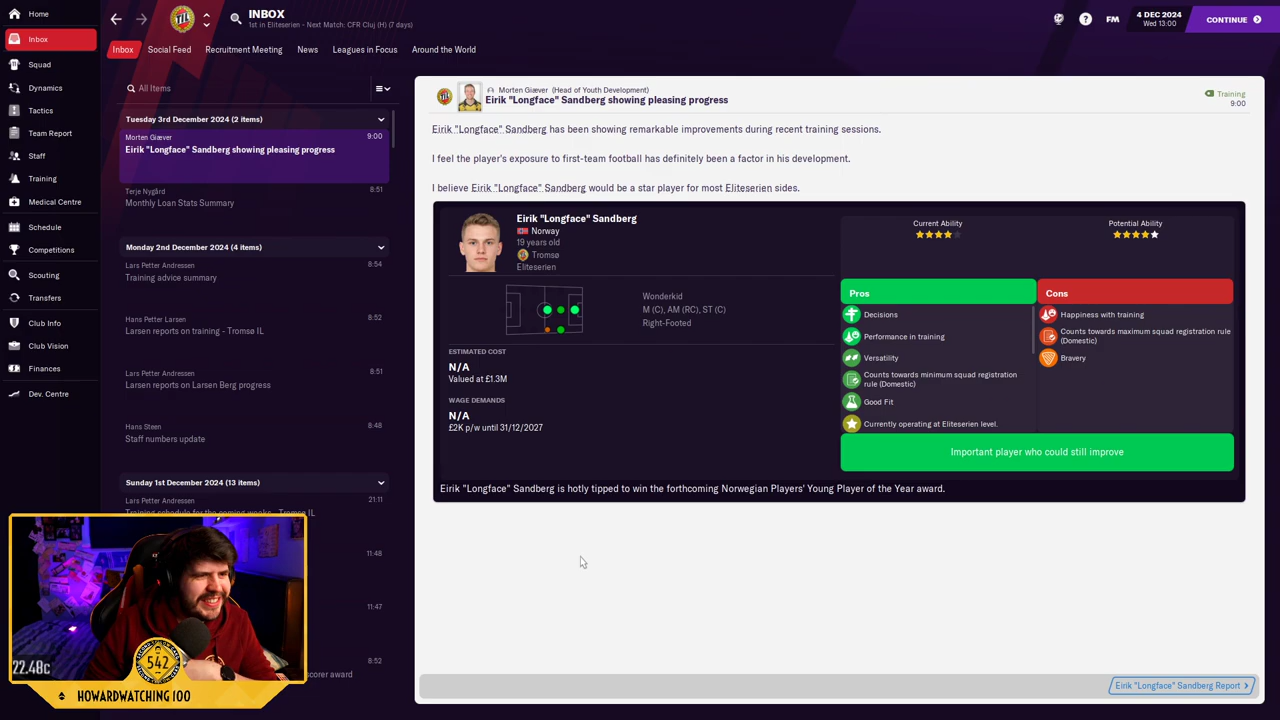 Home
Inbox
Squad
Dynamics
Tactics
Team Report
Staff
Training
Medical Centre
Schedule
Competitions
Scouting
Transfers
Club Info
Club Vision
Finances
Dev. Centre
TIL
INBOX
1st in Eliteserien - Next Match: CFR Cluj (H) (7 days)
?
FM
4 DEC 2024
Wed 13:00
CONTINUE
Inbox
Social Feed
Recruitment Meeting
News
Leagues in Focus
Around the World
All Items
Tuesday 3rd December 2024 (2 items)
Morten Giæver
9:00
Eirik "Longface" Sandberg showing pleasing progress
Terje Nygård
8:51
Monthly Loan Stats Summary
Monday 2nd December 2024 (4 items)
Lars Petter Andressen
8:54
Training advice summary
Hans Petter Larsen
8:52
Larsen reports on training - Tromsø IL
Lars Petter Andressen
8:51
Larsen reports on Larsen Berg progress
Hans Steen
8:48
Staff numbers update
Sunday 1st December 2024 (13 items)
Lars Petter Andressen
21:11
Training schedule for the coming weeks - Tromsø IL
11:48
11:47
8:52
scorer award
Morten Giæver (Head of Youth Development)
Eirik "Longface" Sandberg showing pleasing progress
Training
9:00
Eirik "Longface" Sandberg has been showing remarkable improvements during recent training sessions.
I feel the player's exposure to first-team football has definitely been a factor in his development.
I believe Eirik "Longface" Sandberg would be a star player for most Eliteserien sides.
Eirik "Longface" Sandberg
Norway
19 years old
Tromsø
Eliteserien
Wonderkid
M (C), AM (RC), ST (C)
Right-Footed
ESTIMATED COST
N/A
Valued at £1.3M
WAGE DEMANDS
N/A
£2K p/w until 31/12/2027
Current Ability
Potential Ability
Pros
Decisions
Performance in training
Versatility
Counts towards minimum squad registration
rule (Domestic)
Good Fit
Currently operating at Eliteserien level.
Cons
Happiness with training
Counts towards maximum squad registration rule
(Domestic)
Bravery
Important player who could still improve
Eirik "Longface" Sandberg is hotly tipped to win the forthcoming Norwegian Players' Young Player of the Year award.
Eirik "Longface" Sandberg Report
22.48c
542
HOWARDWATCHING 100